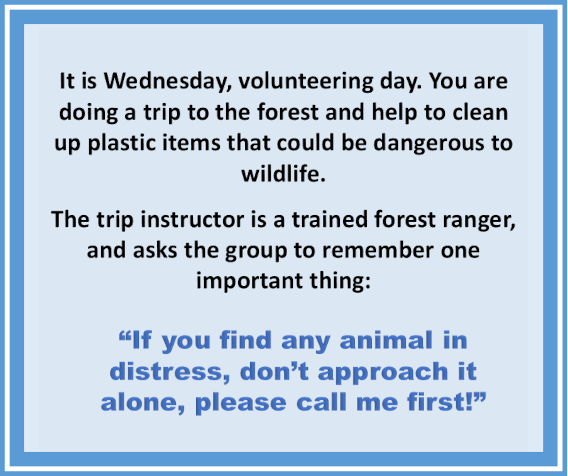 It is Wednesday, volunteering day. You are
doing a trip to the forest and help to clean
up plastic items that could be dangerous to
wildlife.
The trip instructor is a trained forest ranger,
and asks the group to remember one
important thing:
“If you find any animal in
distress, don’t approach it
alone, please call me first!”